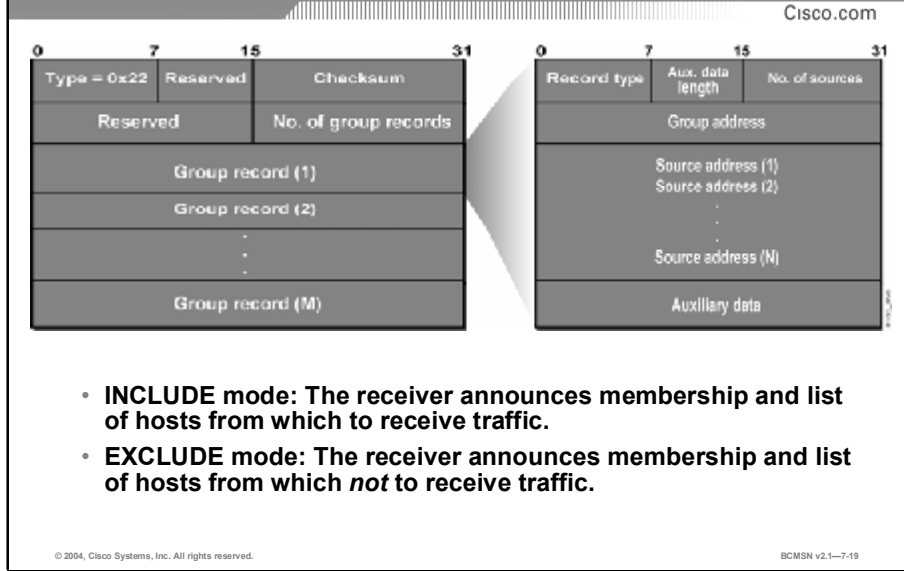 Cisco.com
0 7 15 31
Type = 0x22 Reserved Checksum
Reserved No. of group records
Group record (1)
Group record (2)
.
.
.
Group record (M)
0 7 15 31
Record type Aux. data length No. of sources
Group address
Source address (1)
Source address (2)
.
.
.
Source address (N)
Auxiliary data
• INCLUDE mode: The receiver announces membership and list
of hosts from which to receive traffic.
• EXCLUDE mode: The receiver announces membership and list
of hosts from which not to receive traffic.
© 2004, Cisco Systems, Inc. All rights reserved.
BCMSN v2.1—7-19